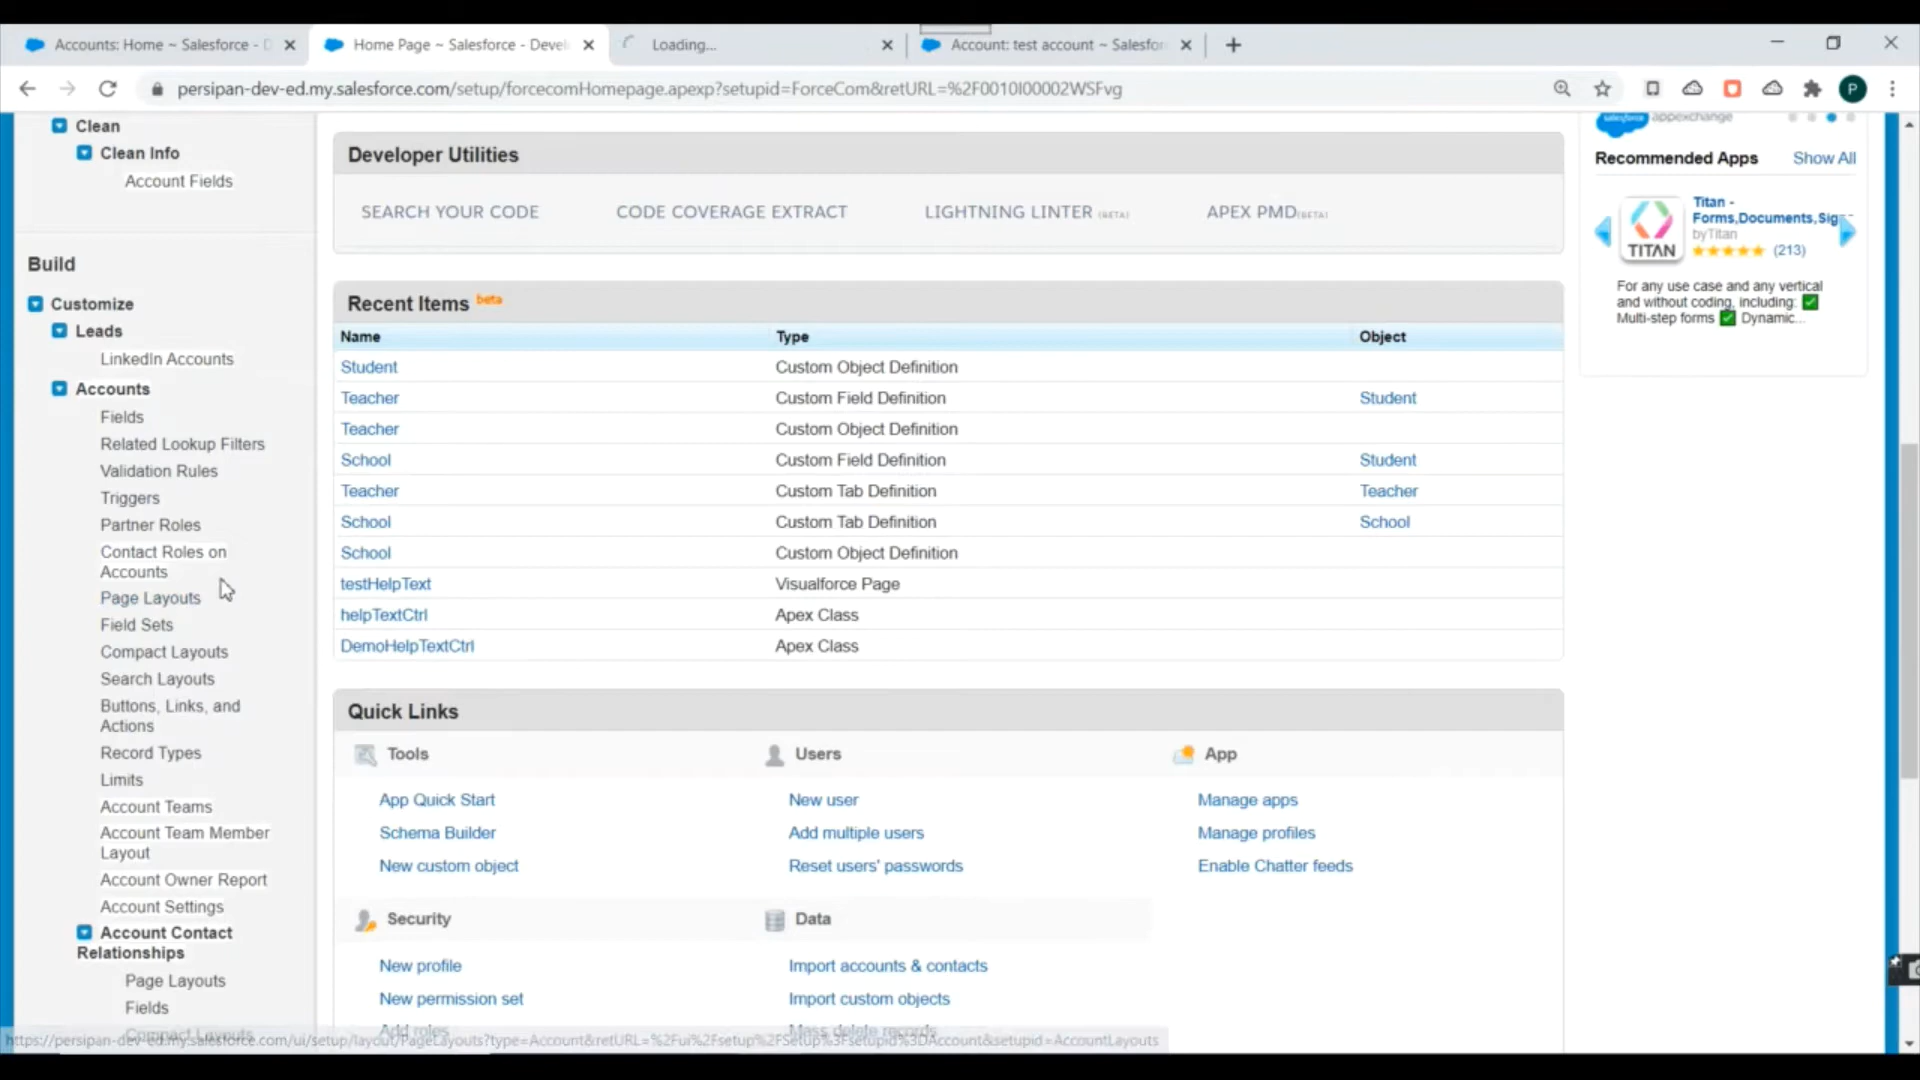 Accounts: Home ~ Salesforce - D
Home Page ~ Salesforce - Devel
Loading...
Account: test account ~ Salesfor
persipan-dev-ed.my.salesforce.com/setup/forcecomHomepage.apexp?setupid=ForceCom&retURL=%2F0010I00002WSFvg
P
Clean
Clean Info
Account Fields
Build
Customize
Leads
LinkedIn Accounts
Accounts
Fields
Related Lookup Filters
Validation Rules
Triggers
Partner Roles
Contact Roles on
Accounts
Page Layouts
Field Sets
Compact Layouts
Search Layouts
Buttons, Links, and
Actions
Record Types
Limits
Account Teams
Account Team Member
Layout
Account Owner Report
Account Settings
Account Contact
Relationships
Page Layouts
Fields
Compact Layouts
Developer Utilities
SEARCH YOUR CODE
CODE COVERAGE EXTRACT
LIGHTNING LINTER (BETA)
APEX PMD(BETA)
Recent Items beta
Name Type Object
Student Custom Object Definition
Teacher Custom Field Definition Student
Teacher Custom Object Definition
School Custom Field Definition Student
Teacher Custom Tab Definition Teacher
School Custom Tab Definition School
School Custom Object Definition
testHelpText Visualforce Page
helpTextCtrl Apex Class
DemoHelpTextCtrl Apex Class
Quick Links
Tools
App Quick Start
Schema Builder
New custom object
Users
New user
Add multiple users
Reset users' passwords
App
Manage apps
Manage profiles
Enable Chatter feeds
Security
New profile
New permission set
Add roles
Data
Import accounts & contacts
Import custom objects
Mass delete records
salesforce appexchange
Recommended Apps Show All
TITAN
Titan -
Forms,Documents,Sig
byTitan
(213)
For any use case and any vertical
and without coding, including: ✅
Multi-step forms ✅ Dynamic...
https://persipan-dev-ed.my.salesforce.com/ui/setup/layout/PageLayouts?type=Account&retURL=%2Fui%2Fsetup%2FSetup%3Fsetupid%3DAccount&setupid=AccountLayouts